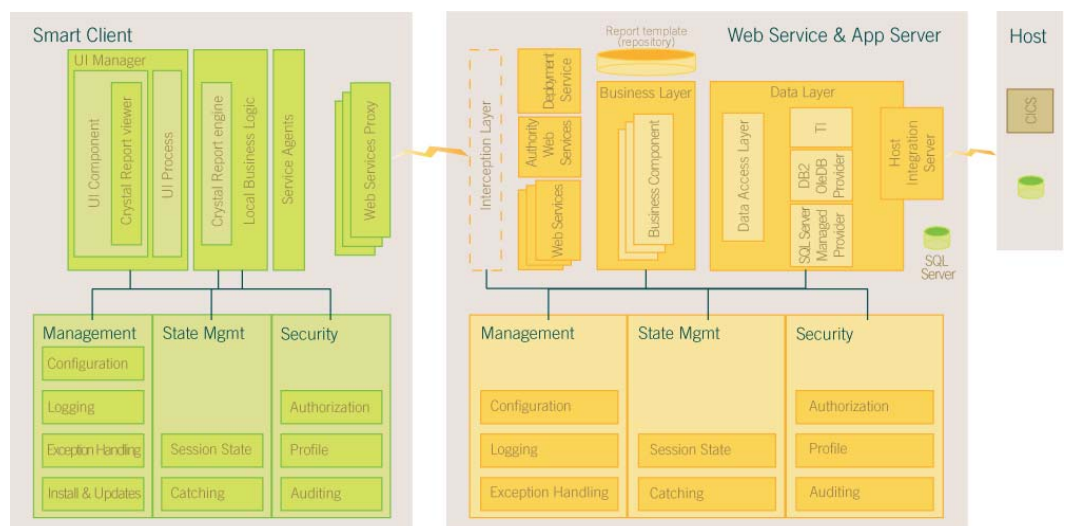 Smart Client
UI Manager
UI Component
Crystal Report viewer
UI Process
Crystal Report engine
Local Business Logic
Service Agents
Web Services Proxy
Management
Configuration
Logging
Exception Handling
Install & Updates
State Mgmt
Session State
Catching
Security
Authorization
Profile
Auditing
Web Service & App Server
Interception Layer
Deployment
Service
Authority
Web
Services
Web Services
Report template
(repository)
Business Layer
Business Component
Data Layer
Data Access Layer
TI
DB2
OleDB
Provider
SQL Server
Managed
Provider
Host
Integration
Server
SQL
Server
Management
Configuration
Logging
Exception Handling
State Mgmt
Session State
Catching
Security
Authorization
Profile
Auditing
Host
CICS